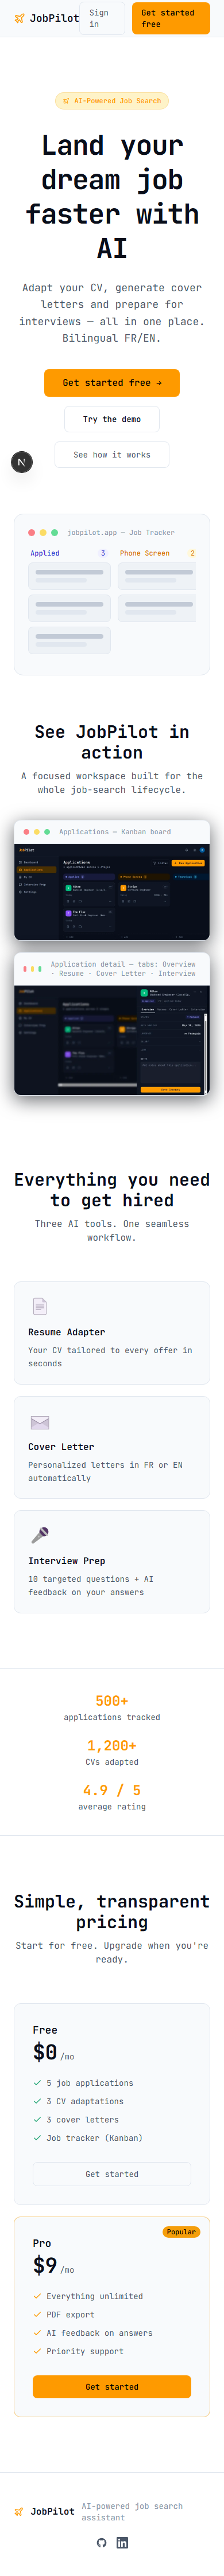 JobPilot
Sign in
Get started free
AI-Powered Job Search
Land your
dream job
faster with
AI
Adapt your CV, generate cover
letters and prepare for
interviews — all in one place.
Bilingual FR/EN.
Get started free →
Try the demo
See how it works
N
jobpilot.app — Job Tracker
Applied 3 Phone Screen 2
See JobPilot in
action
A focused workspace built for the
whole job-search lifecycle.
Applications — Kanban board
Applications
Application detail — tabs: Overview
· Resume · Cover Letter · Interview
Everything you need
to get hired
Three AI tools. One seamless
workflow.
Resume Adapter
Your CV tailored to every offer in
seconds
Cover Letter
Personalized letters in FR or EN
automatically
Interview Prep
10 targeted questions + AI
feedback on your answers
500+
applications tracked
1,200+
CVs adapted
4.9 / 5
average rating
Simple, transparent
pricing
Start for free. Upgrade when you're
ready.
Free
$0 /mo
5 job applications
3 CV adaptations
3 cover letters
Job tracker (Kanban)
Get started
Popular
Pro
$9 /mo
Everything unlimited
PDF export
AI feedback on answers
Priority support
Get started
JobPilot
AI-powered job search
assistant